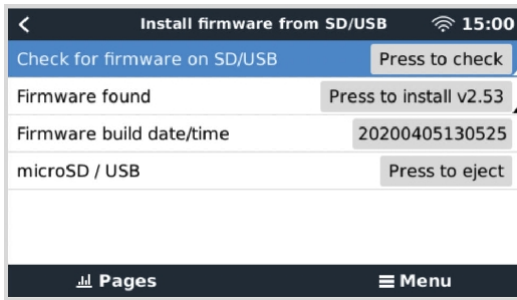 Install firmware from SD/USB 15:00
Check for firmware on SD/USB Press to check
Firmware found Press to install v2.53
Firmware build date/time 20200405130525
microSD / USB Press to eject
Pages Menu